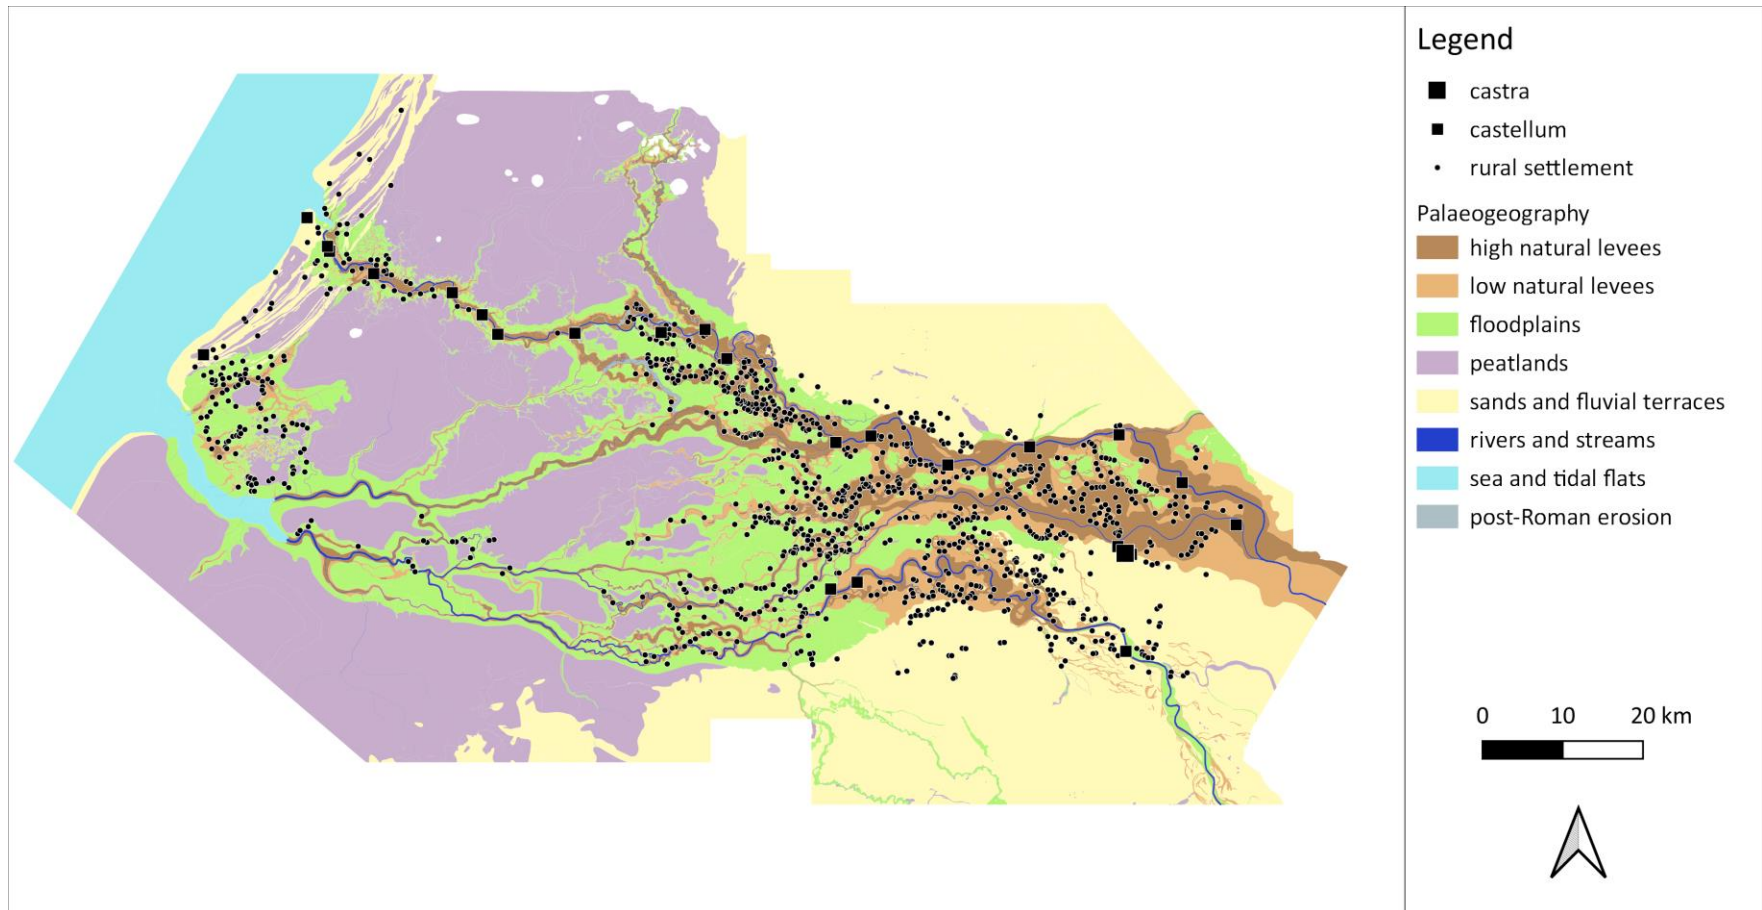 Legend
castra
castellum
rural settlement
Palaeogeography
high natural levees
low natural levees
floodplains
peatlands
sands and fluvial terraces
rivers and streams
sea and tidal flats
post-Roman erosion
0 10 20 km